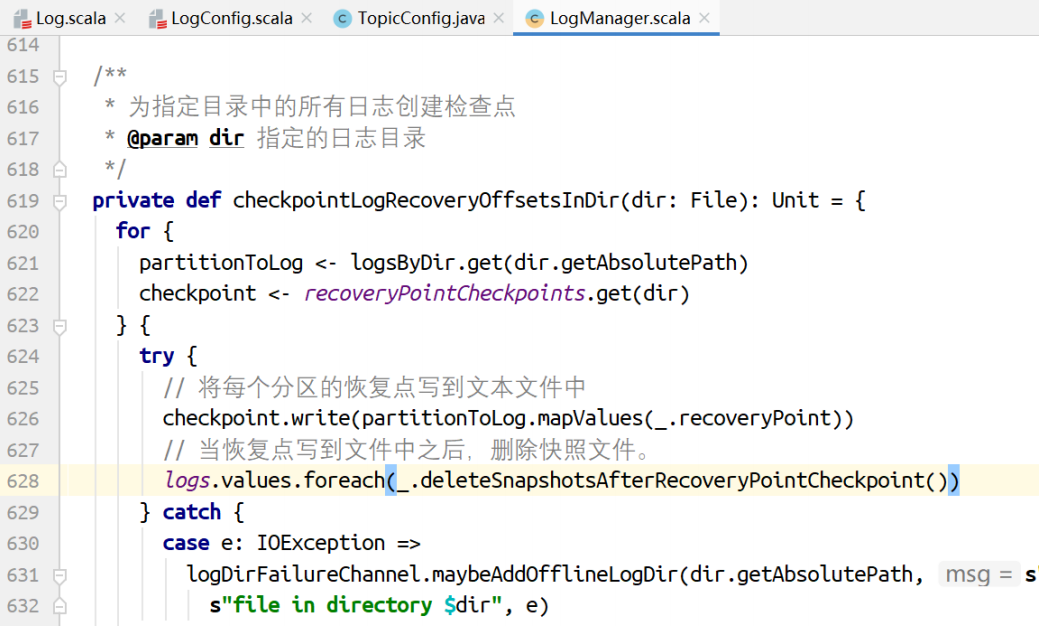 Log.scala LogConfig.scala TopicConfig.java LogManager.scala
614
615 /**
616 * 为指定目录中的所有日志创建检查点
617 * @param dir 指定的日志目录
618 */
619 private def checkpointLogRecoveryOffsetsInDir(dir: File): Unit = {
620 for {
621 partitionToLog <- logsByDir.get(dir.getAbsolutePath)
622 checkpoint <- recoveryPointCheckpoints.get(dir)
623 } {
624 try {
625 // 将每个分区的恢复点写到文本文件中
626 checkpoint.write(partitionToLog.mapValues(_.recoveryPoint))
627 // 当恢复点写到文件中之后，删除快照文件。
628 logs.values.foreach(_.deleteSnapshotsAfterRecoveryPointCheckpoint())
629 } catch {
630 case e: IOException =>
631 logDirFailureChannel.maybeAddOfflineLogDir(dir.getAbsolutePath, msg = s"
632 s"file in directory $dir", e)